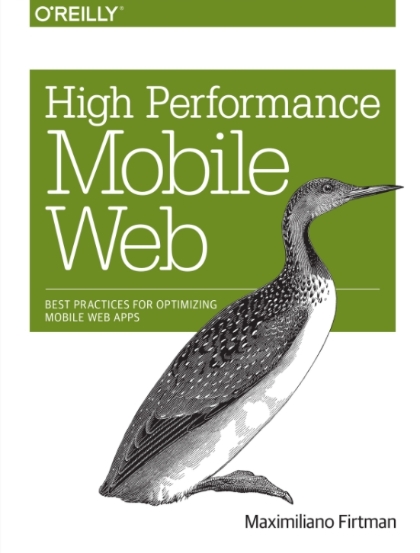 O'REILLY®
High Performance
Mobile
Web
BEST PRACTICES FOR OPTIMIZING
MOBILE WEB APPS
Maximiliano Firtman